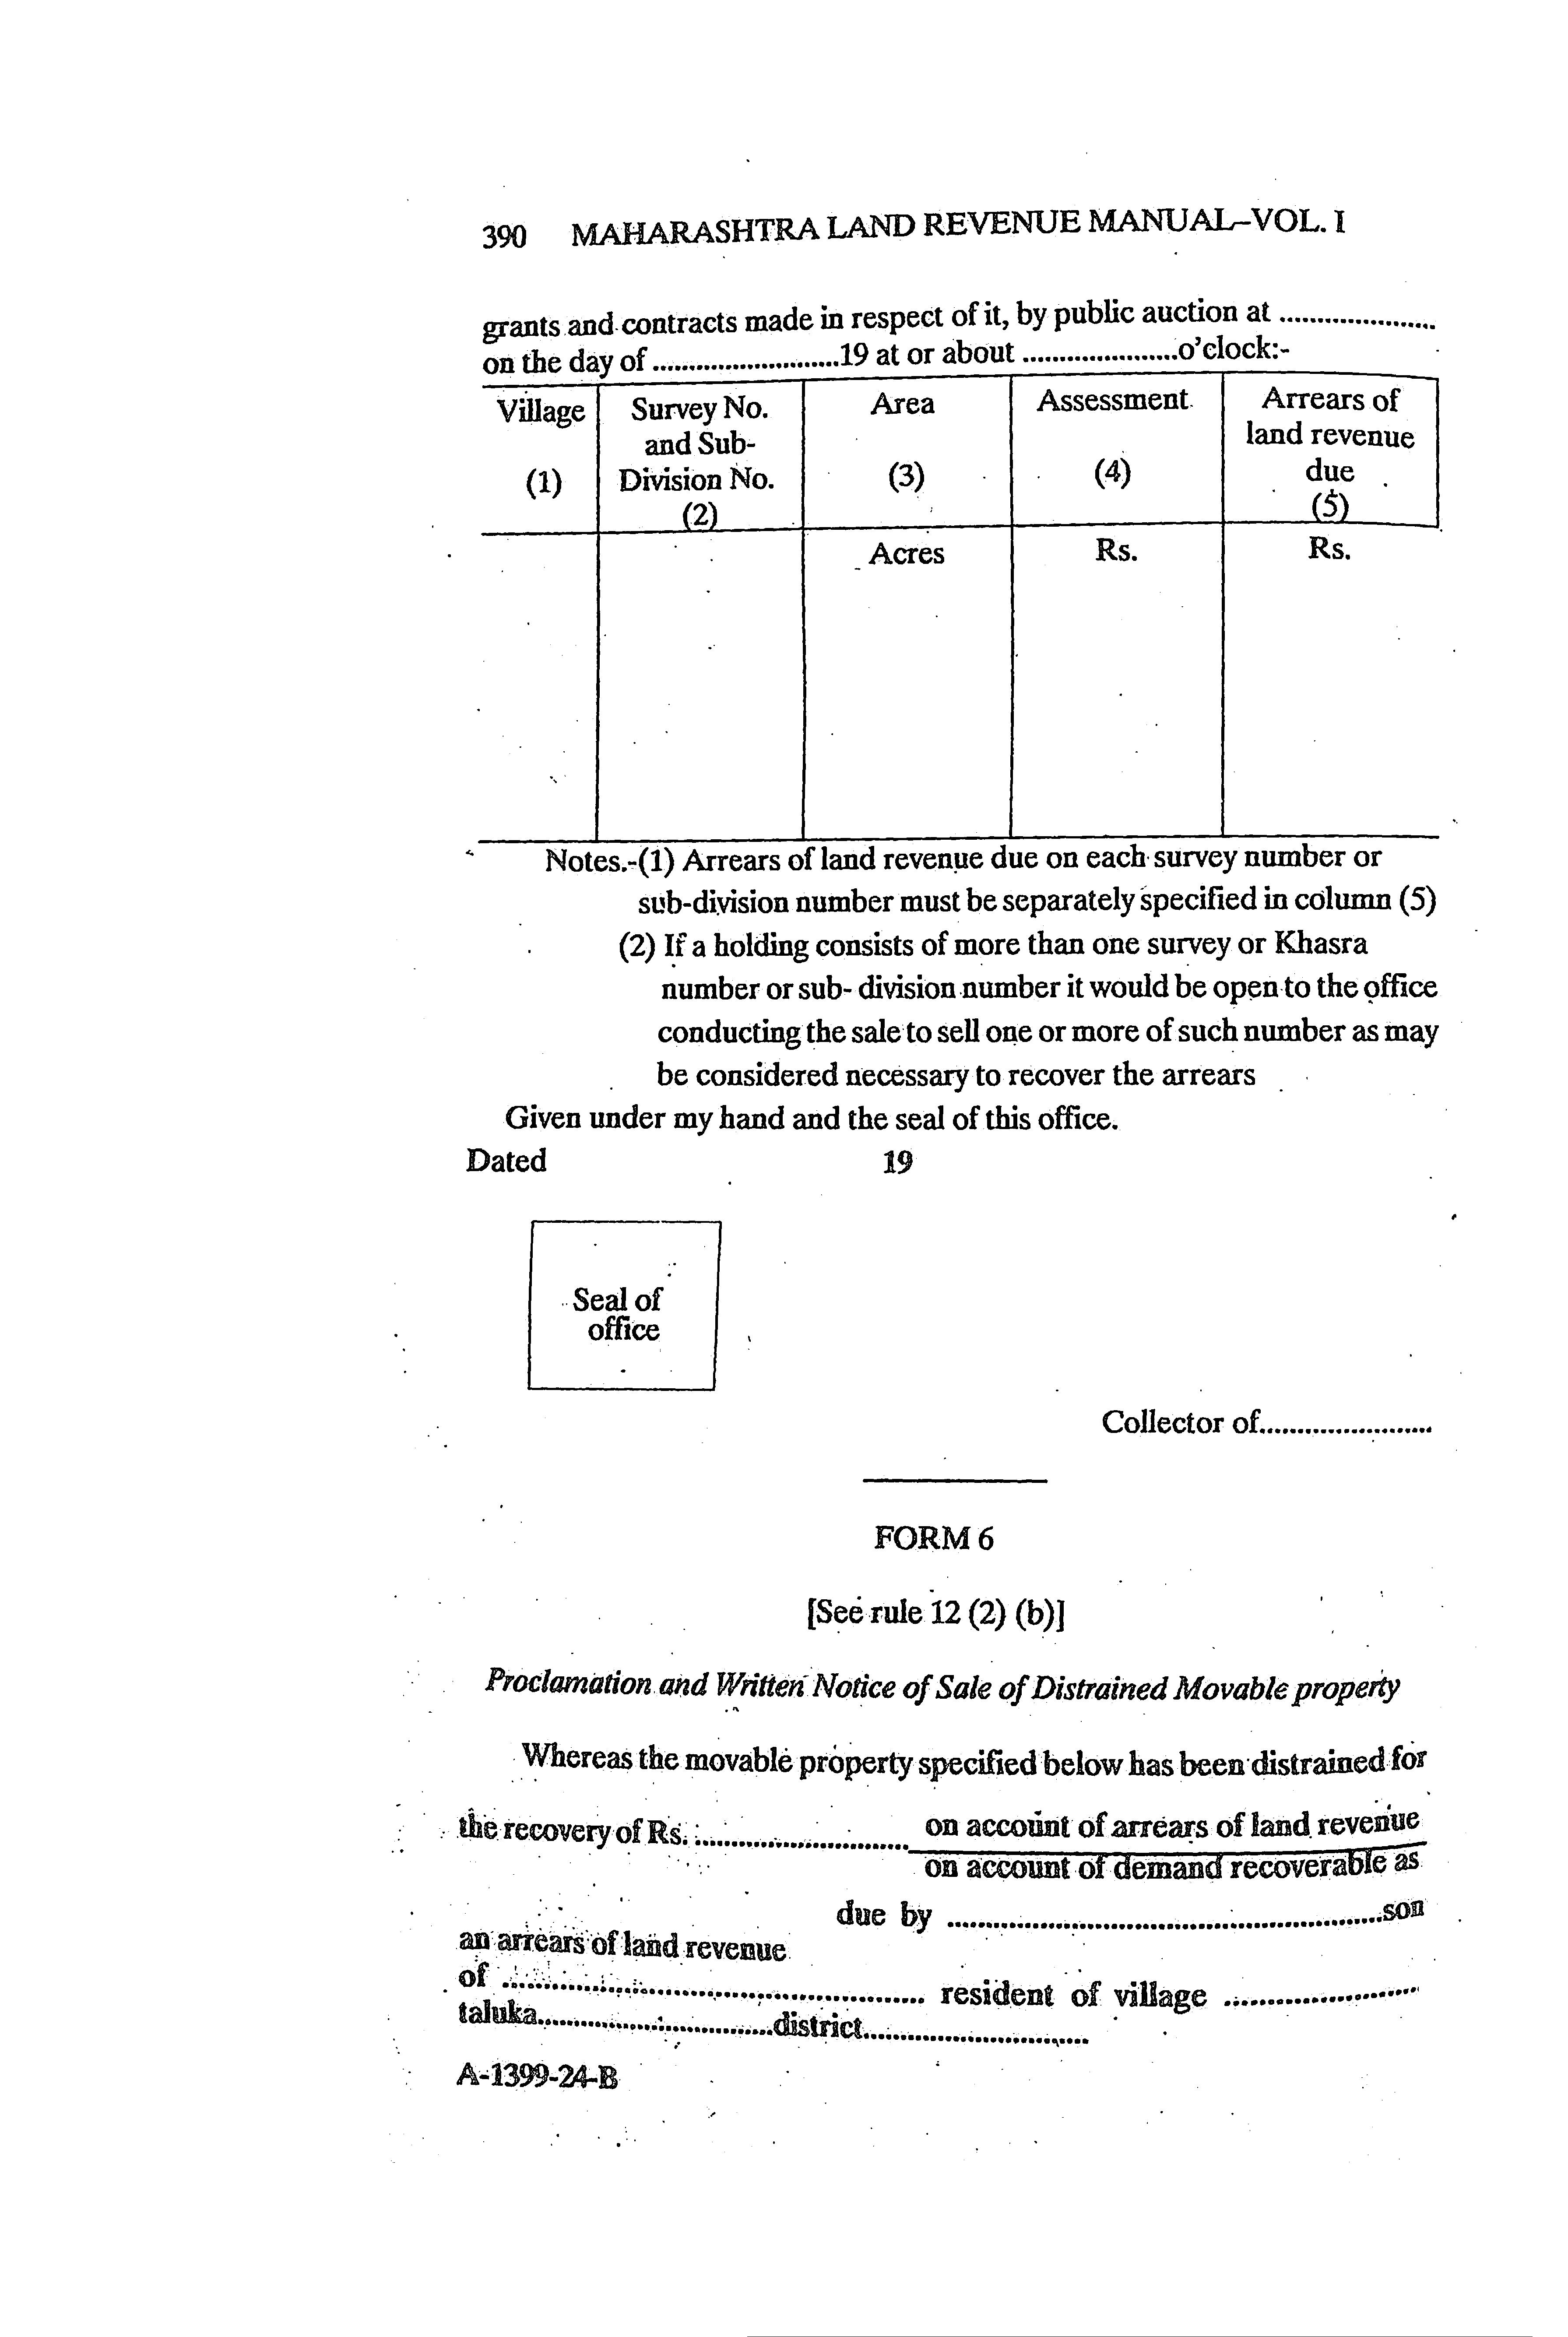 390 MAHARASHTRA LAND REVENUE MANUAL–VOL. I
grants and contracts made in respect of it, by public auction at .....................
on the day of ..........................19 at or about .....................o'clock:-
Village Survey No. Area Assessment Arrears of
and Sub- land revenue
(1) Division No. (3) (4) due
(2) (5)
Acres Rs. Rs.
Notes.-(1) Arrears of land revenue due on each survey number or
sub-division number must be separately specified in column (5)
(2) If a holding consists of more than one survey or Khasra
number or sub- division number it would be open to the office
conducting the sale to sell one or more of such number as may
be considered necessary to recover the arrears
Given under my hand and the seal of this office.
Dated 19
Seal of
office
Collector of.......................
FORM 6
[See rule 12 (2) (b)]
Proclamation and Written Notice of Sale of Distrained Movable property
Whereas the movable property specified below has been distrained for
the recovery of Rs. ............................ on account of arrears of land revenue
on account of demand recoverable as
due by ............................................................son
an arrears of land revenue
of .......................................................... resident of village ..........................
taluka................................district..............................
A-1399-24-B